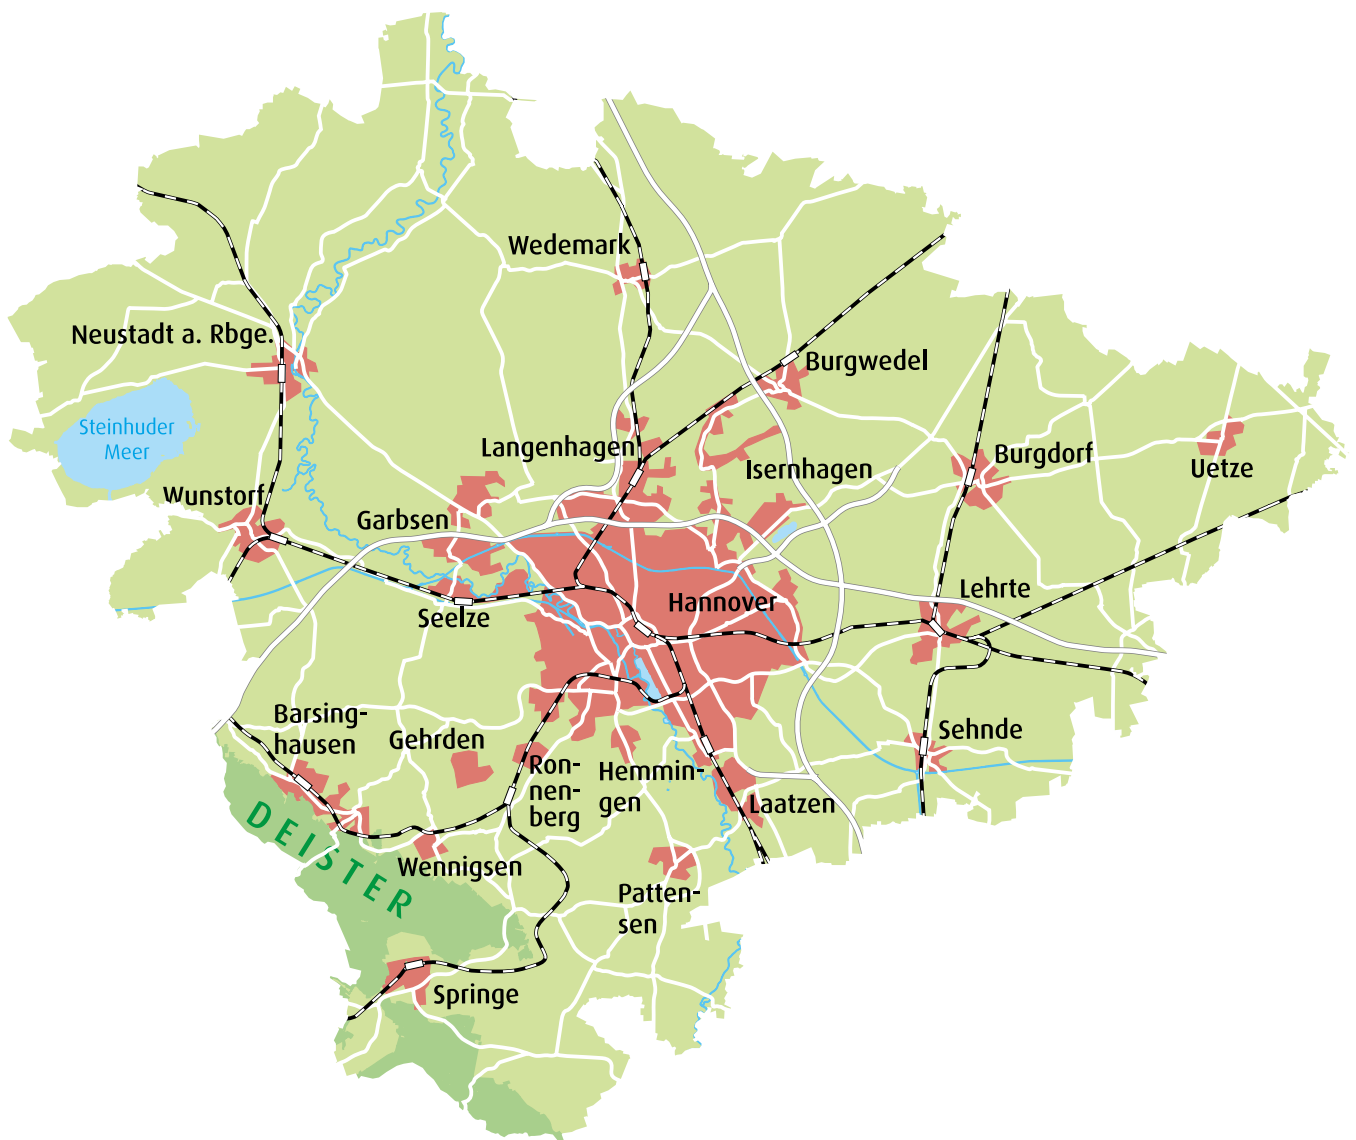 Wedemark
Neustadt a. Rbge.
Burgwedel
Steinhuder
Meer
Langenhagen
Isernhagen
Burgdorf
Uetze
Wunstorf
Garbsen
Seelze
Hannover
Lehrte
Barsing-
hausen
Gehrden
Ron-
nen-
berg
Hemmin-
gen
Laatzen
Sehnde
DEISTER
Wennigsen
Patten-
sen
Springe